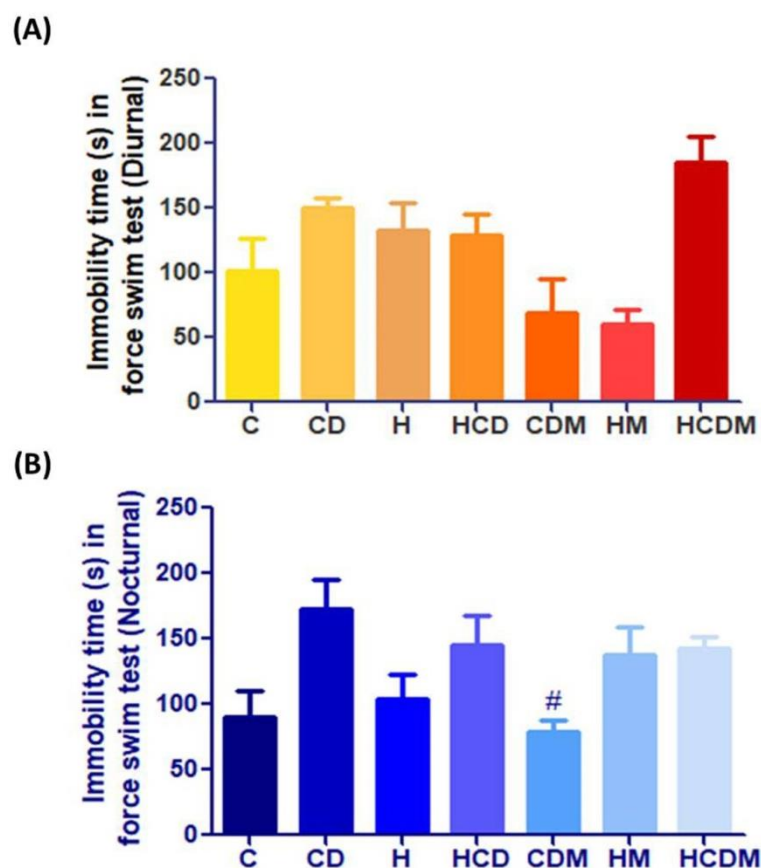 (A)
Immobility time (s) in
force swim test (Diurnal)
250
200
150
100
50
0
C CD H HCD CDM HM HCDM
(B)
Immobility time (s) in
force swim test (Nocturnal)
250
200
150
100
50
0
#
C CD H HCD CDM HM HCDM